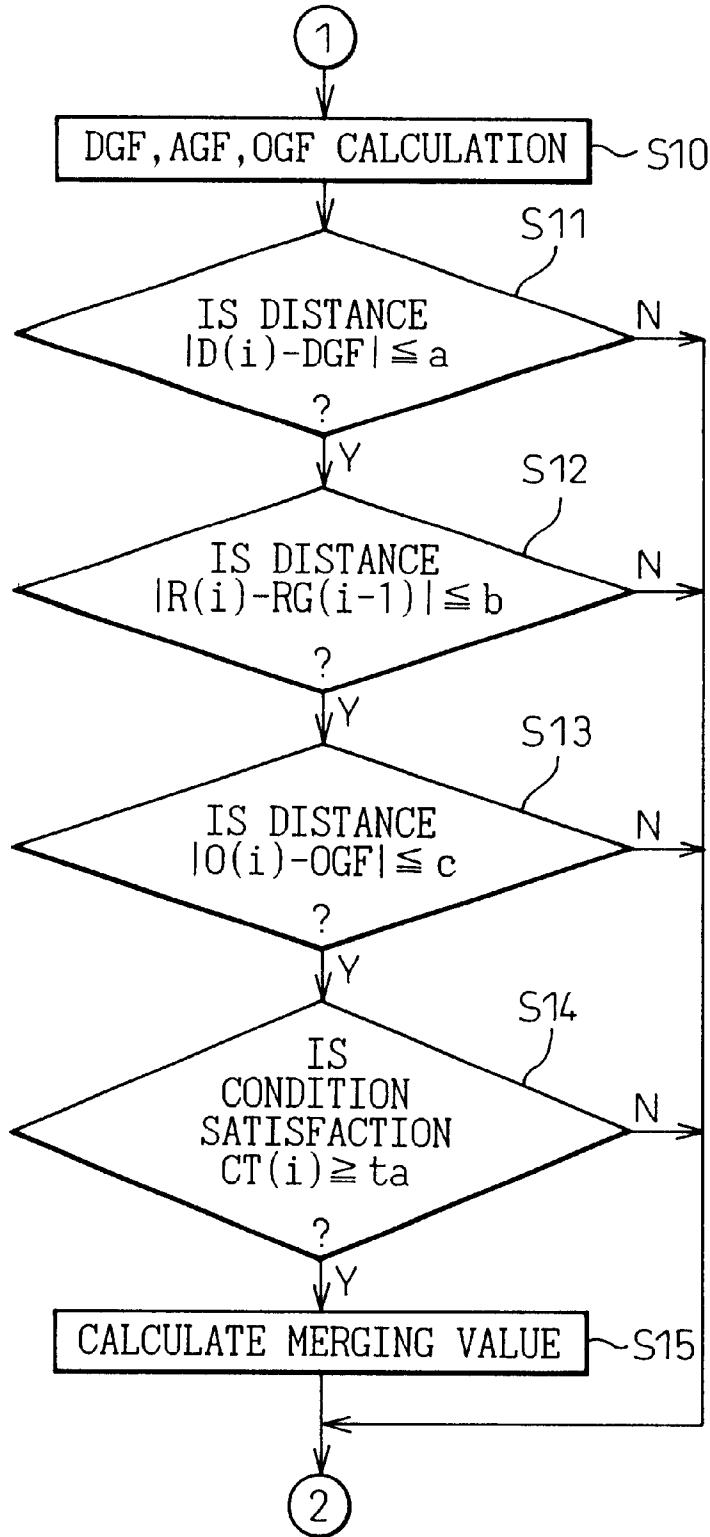 1
DGF,AGF,OGF CALCULATION
S10
S11
IS DISTANCE
|D(i)-DGF|≦a
?
N
Y
S12
IS DISTANCE
|R(i)-RG(i-1)|≦b
?
N
Y
S13
IS DISTANCE
|O(i)-OGF|≦c
?
N
Y
S14
IS
CONDITION
SATISFACTION
CT(i)≧ta
?
N
Y
CALCULATE MERGING VALUE
S15
2